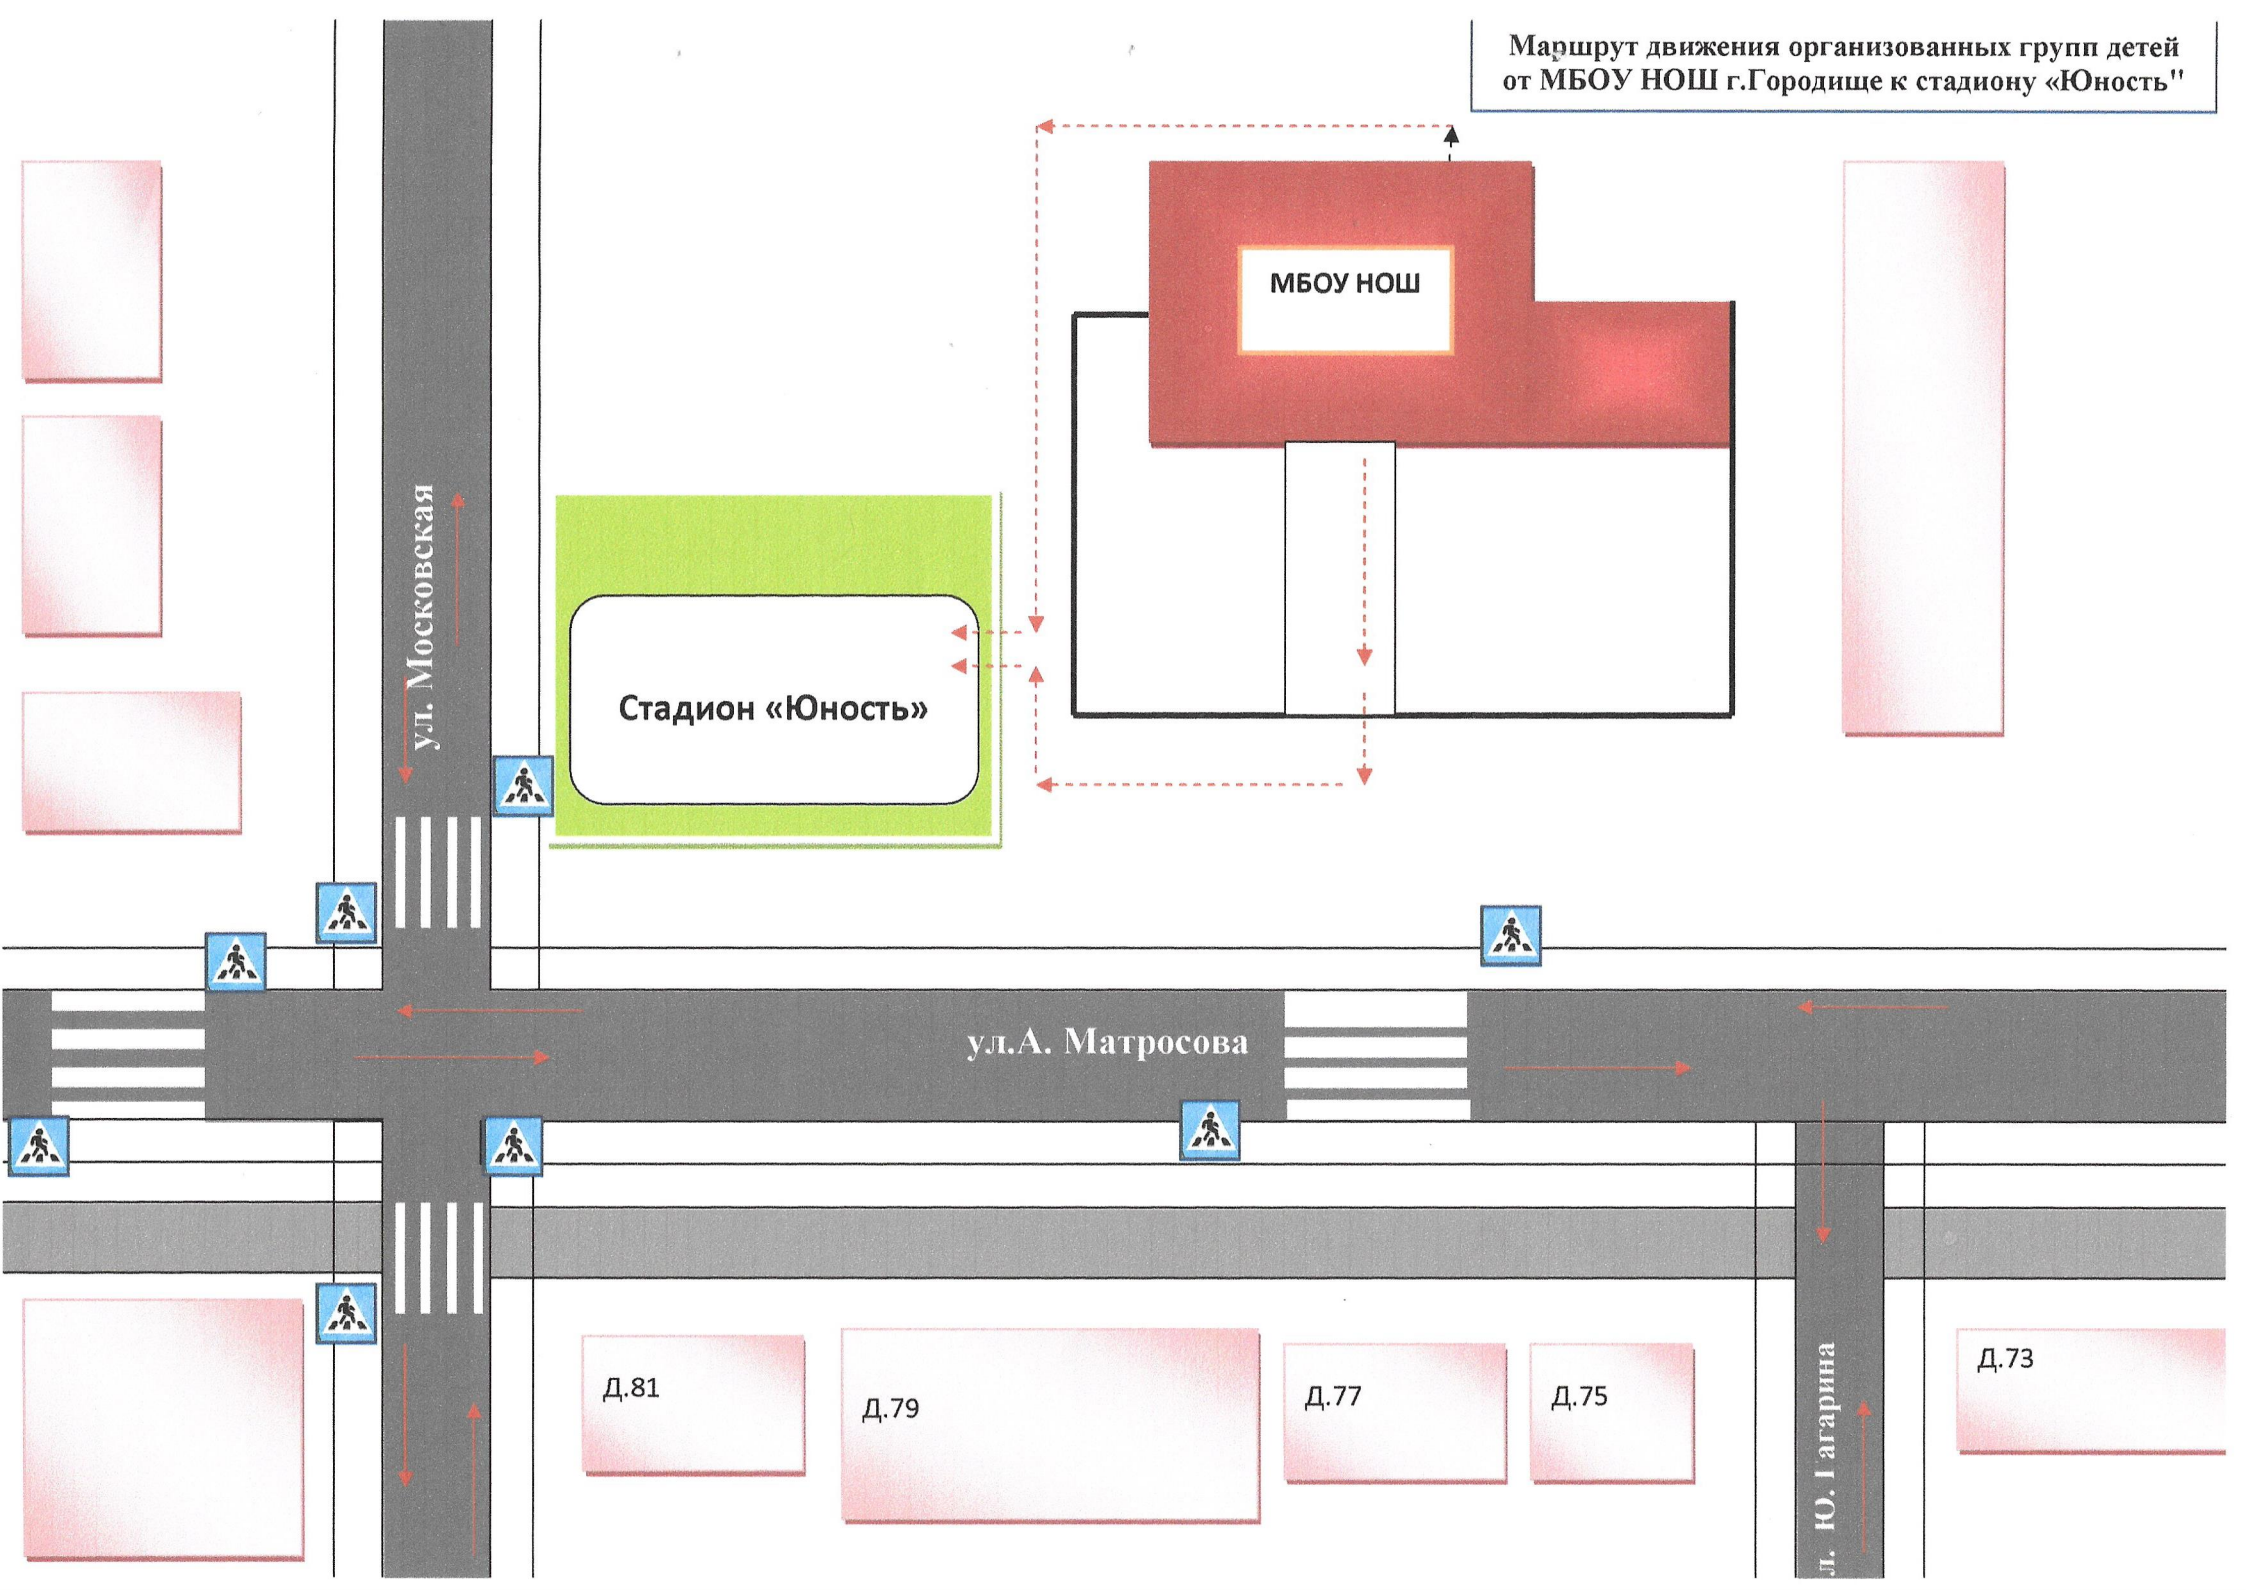 Маршрут движения организованных групп детей
от МБОУ НОШ г.Городище к стадиону «Юность"
МБОУ НОШ
ул. Московская
Стадион «Юность»
ул.А. Матросова
Д.81
Д.79
Д.77
Д.75
Д.73
л. Ю. Гагарина